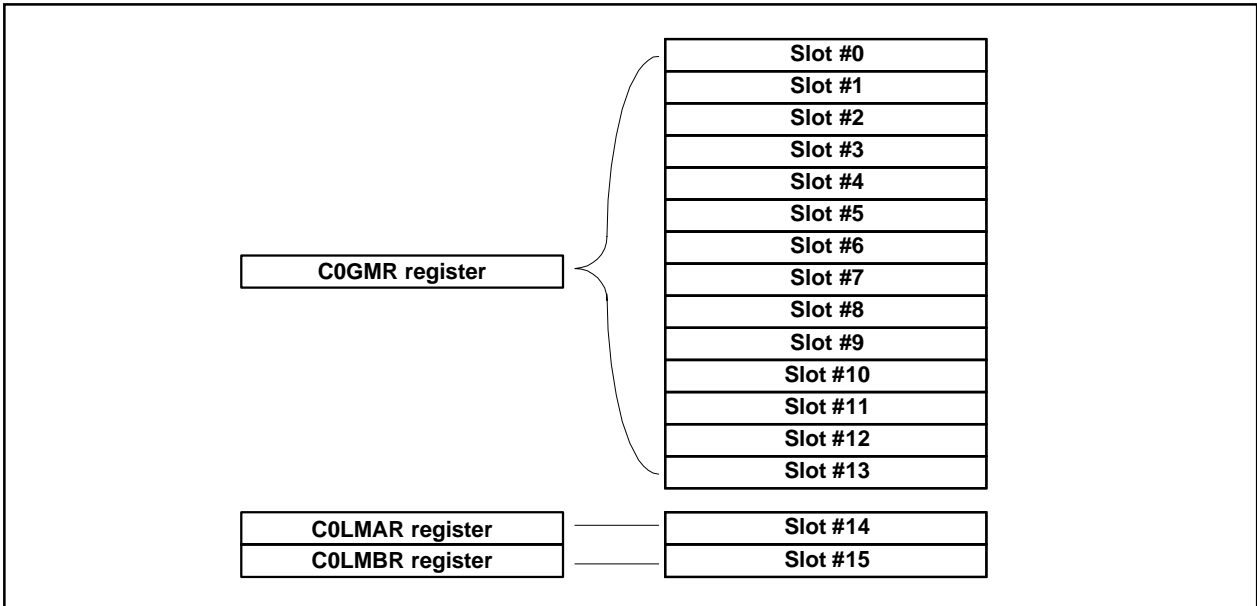 Slot #0
Slot #1
Slot #2
Slot #3
Slot #4
Slot #5
Slot #6
C0GMR register
Slot #7
Slot #8
Slot #9
Slot #10
Slot #11
Slot #12
Slot #13
C0LMAR register
Slot #14
C0LMBR register
Slot #15